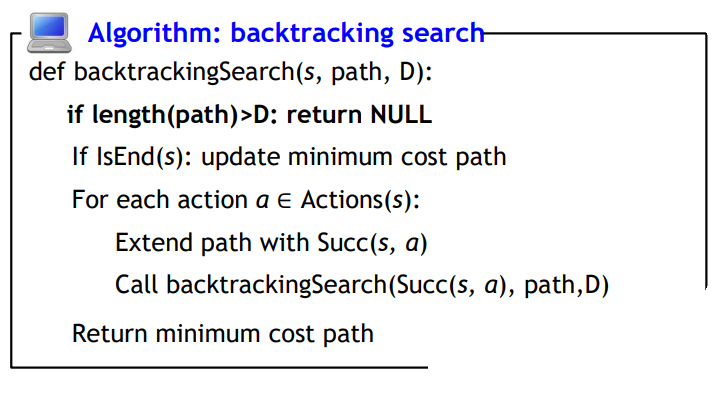 Algorithm: backtracking search
def backtrackingSearch(s, path, D):
if length(path)>D: return NULL
If IsEnd(s): update minimum cost path
For each action a ∈ Actions(s):
Extend path with Succ(s, a)
Call backtrackingSearch(Succ(s, a), path,D)
Return minimum cost path